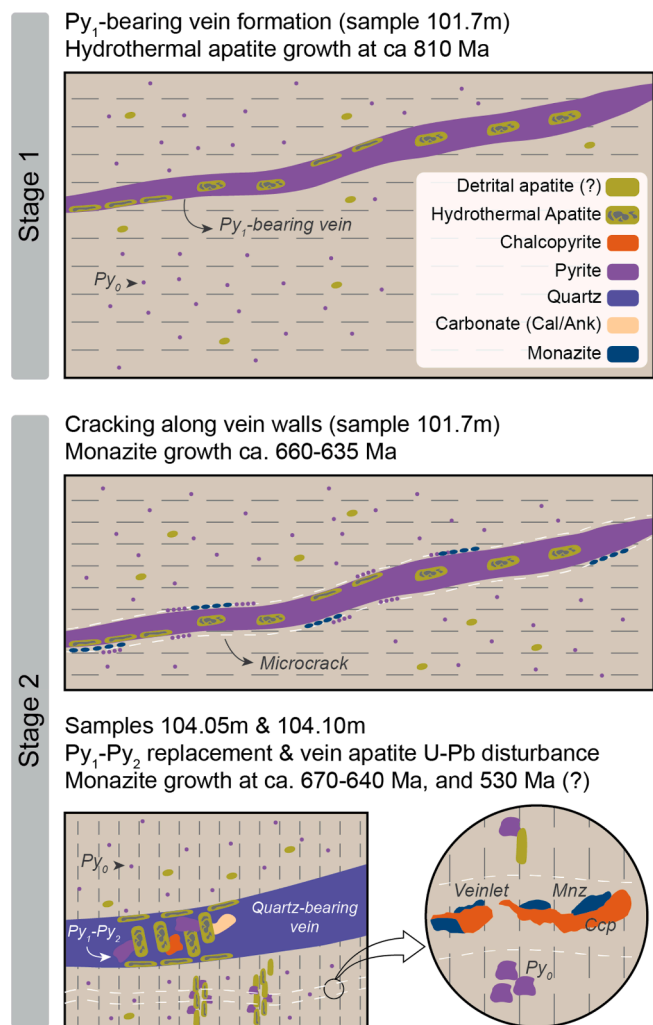 Stage 1
Py₁-bearing vein formation (sample 101.7m)
Hydrothermal apatite growth at ca 810 Ma
Py₁-bearing vein
Py₀
Detrital apatite (?)
Hydrothermal Apatite
Chalcopyrite
Pyrite
Quartz
Carbonate (Cal/Ank)
Monazite
Stage 2
Cracking along vein walls (sample 101.7m)
Monazite growth ca. 660-635 Ma
Microcrack
Samples 104.05m & 104.10m
Py₁-Py₂ replacement & vein apatite U-Pb disturbance
Monazite growth at ca. 670-640 Ma, and 530 Ma (?)
Py₀
Quartz-bearing
vein
Py₁-Py₂
Veinlet
Mnz
Ccp
Py₀